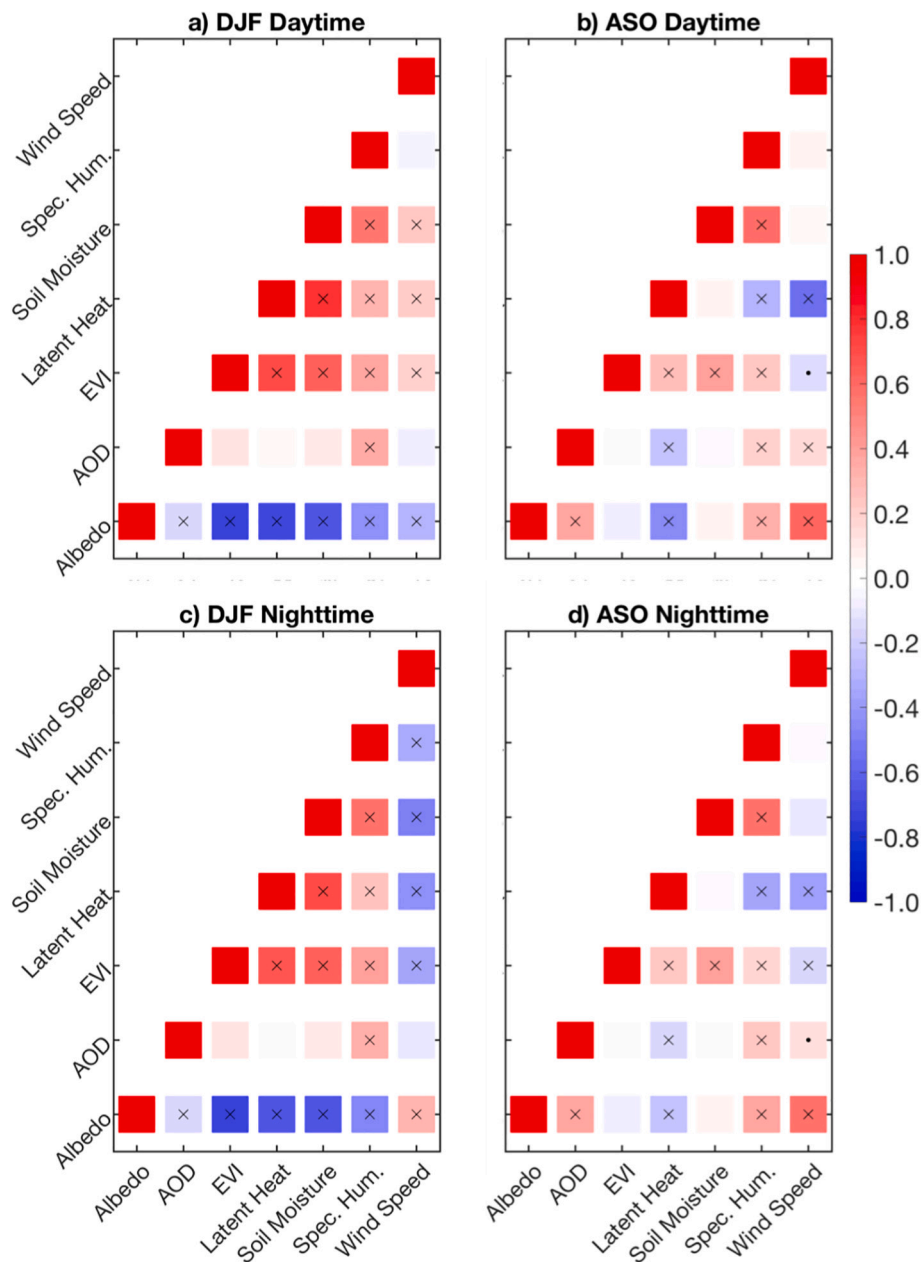 a) DJF Daytime
b) ASO Daytime
Wind Speed
Spec. Hum.
Soil Moisture
Latent Heat
EVI
AOD
Albedo
1.0
0.8
0.6
0.4
0.2
0.0
-0.2
-0.4
-0.6
-0.8
-1.0
c) DJF Nighttime
d) ASO Nighttime
Wind Speed
Spec. Hum.
Soil Moisture
Latent Heat
EVI
AOD
Albedo
Albedo
AOD
EVI
Latent Heat
Soil Moisture
Spec. Hum.
Wind Speed
Albedo
AOD
EVI
Latent Heat
Soil Moisture
Spec. Hum.
Wind Speed